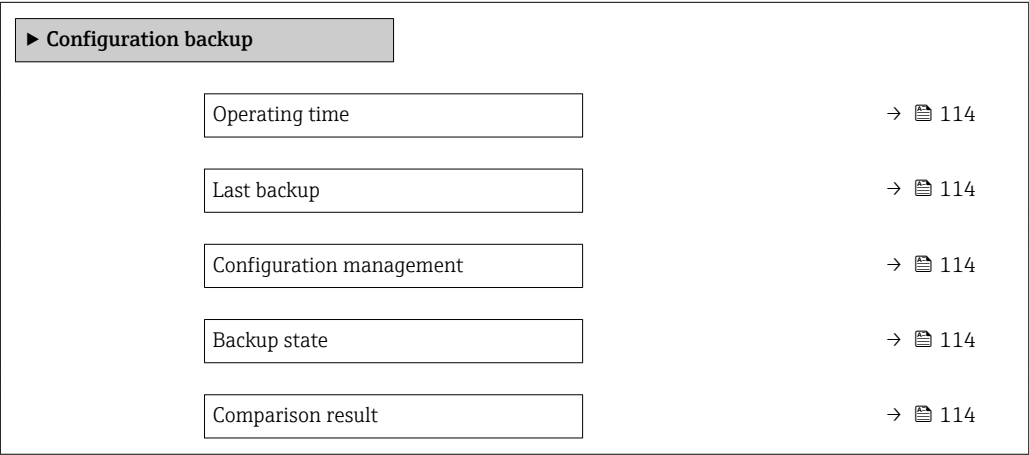 ► Configuration backup
Operating time → 🖹 114
Last backup → 🖹 114
Configuration management → 🖹 114
Backup state → 🖹 114
Comparison result → 🖹 114